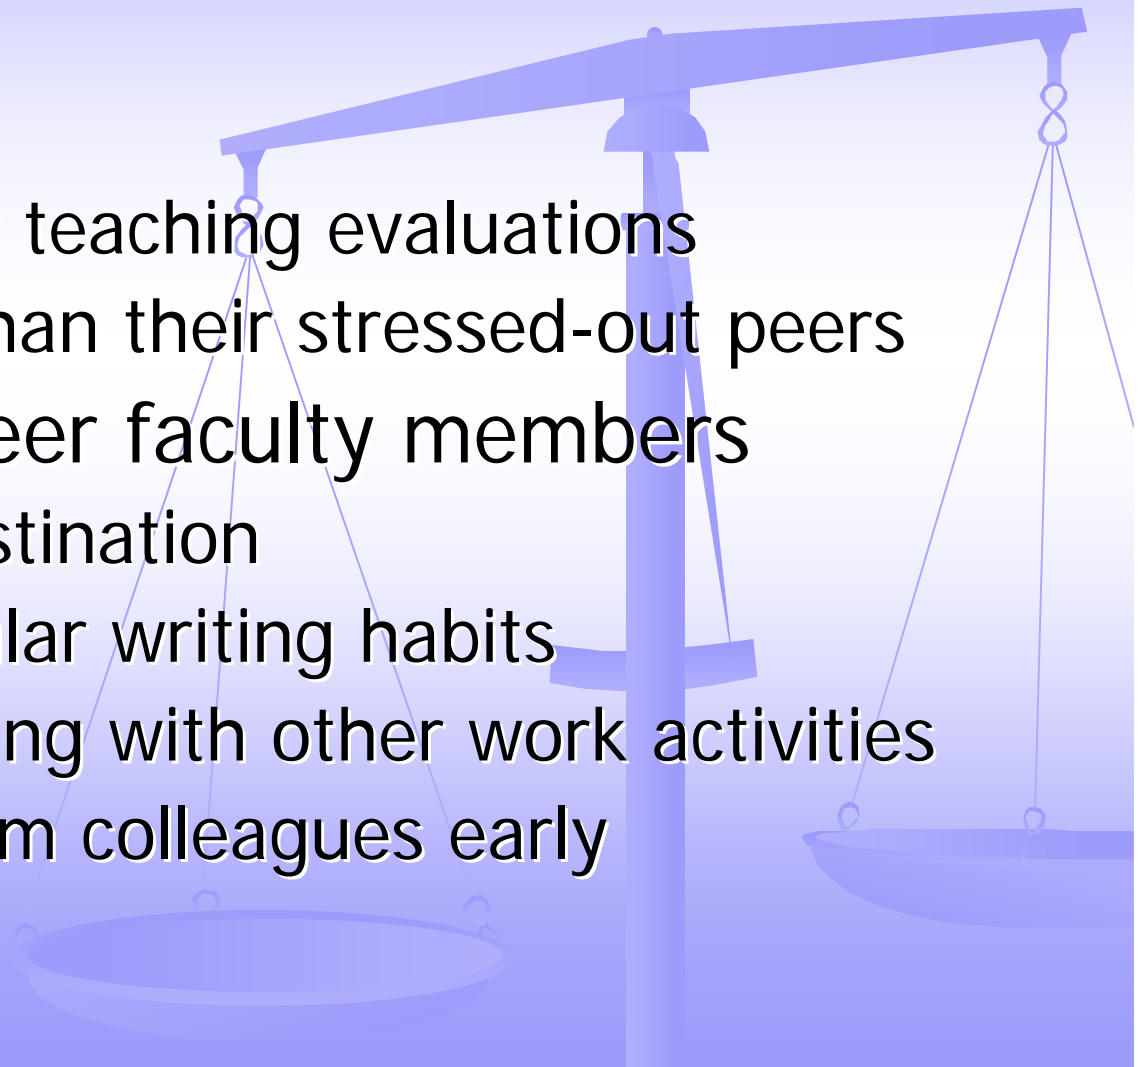 teaching evaluations
han their stressed-out peers
eer faculty members
stination
lar writing habits
ng with other work activities
m colleagues early